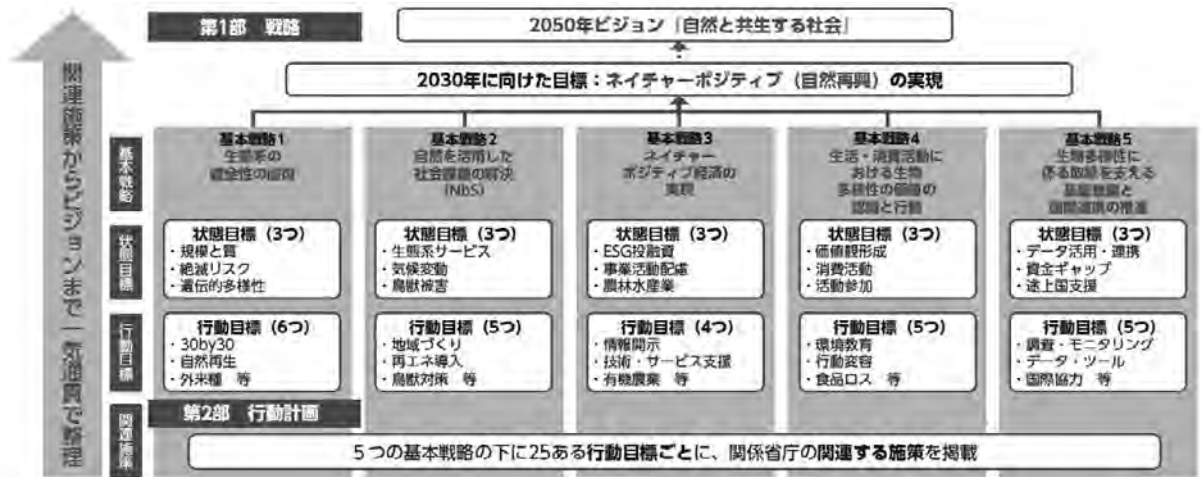 第1部 戦略
2050年ビジョン『自然と共生する社会』
2030年に向けた目標：ネイチャーポジティブ（自然再興）の実現
関連施策からビジョンまで一気通貫で整理
基本戦略
基本戦略1
生態系の
健全性の回復
基本戦略2
自然を活用した
社会課題の解決
(NbS)
基本戦略3
ネイチャー
ポジティブ経済の
実現
基本戦略4
生活・消費活動に
おける生物
多様性の価値の
認識と行動
基本戦略5
生物多様性に
係る取組を支える
基盤整備と
国際連携の推進
状態目標
状態目標（3つ）
・規模と質
・絶滅リスク
・遺伝的多様性
状態目標（3つ）
・生態系サービス
・気候変動
・鳥獣被害
状態目標（3つ）
・ESG投融資
・事業活動配慮
・農林水産業
状態目標（3つ）
・価値観形成
・消費活動
・活動参加
状態目標（3つ）
・データ活用・連携
・資金ギャップ
・途上国支援
行動目標
行動目標（6つ）
・30by30
・自然再生
・外来種 等
行動目標（5つ）
・地域づくり
・再エネ導入
・鳥獣対策 等
行動目標（4つ）
・情報開示
・技術・サービス支援
・有機農業 等
行動目標（5つ）
・環境教育
・行動変容
・食品ロス 等
行動目標（5つ）
・調査・モニタリング
・データ・ツール
・国際協力 等
関連施策
第2部 行動計画
５つの基本戦略の下に25ある行動目標ごとに、関係省庁の関連する施策を掲載